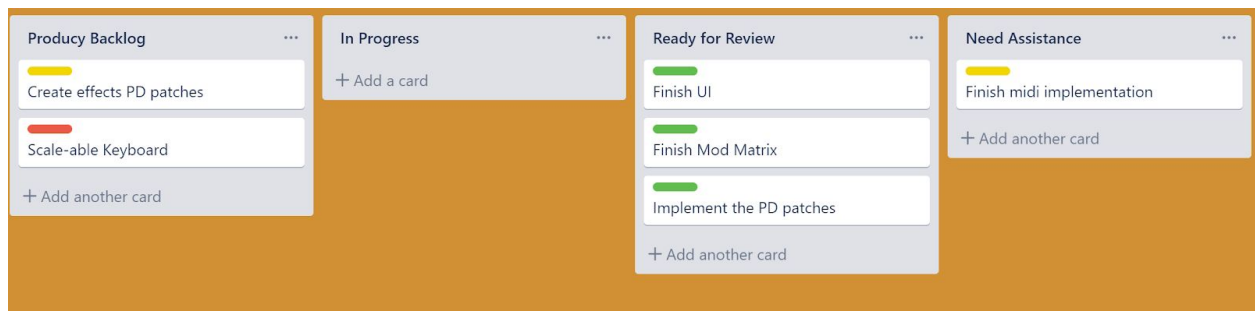 Producy Backlog
Create effects PD patches
Scale-able Keyboard
+ Add another card
In Progress
+ Add a card
Ready for Review
Finish UI
Finish Mod Matrix
Implement the PD patches
+ Add another card
Need Assistance
Finish midi implementation
+ Add another card